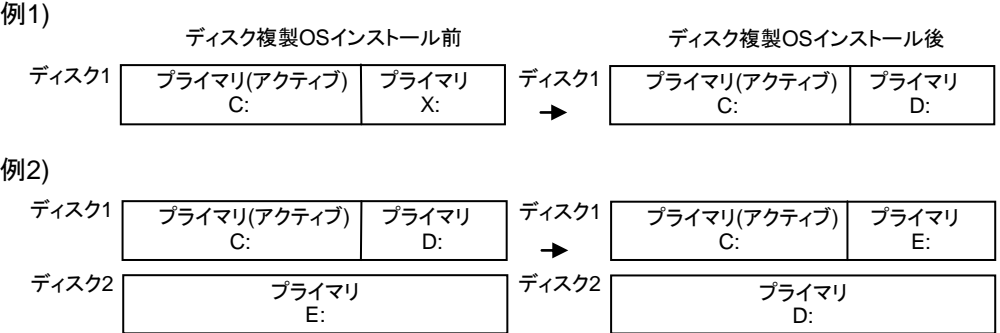 例1)
ディスク複製OSインストール前 ディスク複製OSインストール後
ディスク1 プライマリ(アクティブ) プライマリ ディスク1 プライマリ(アクティブ) プライマリ
C: X: C: D:
例2)
ディスク1 プライマリ(アクティブ) プライマリ ディスク1 プライマリ(アクティブ) プライマリ
C: D: C: E:
ディスク2 プライマリ ディスク2 プライマリ
E: D: